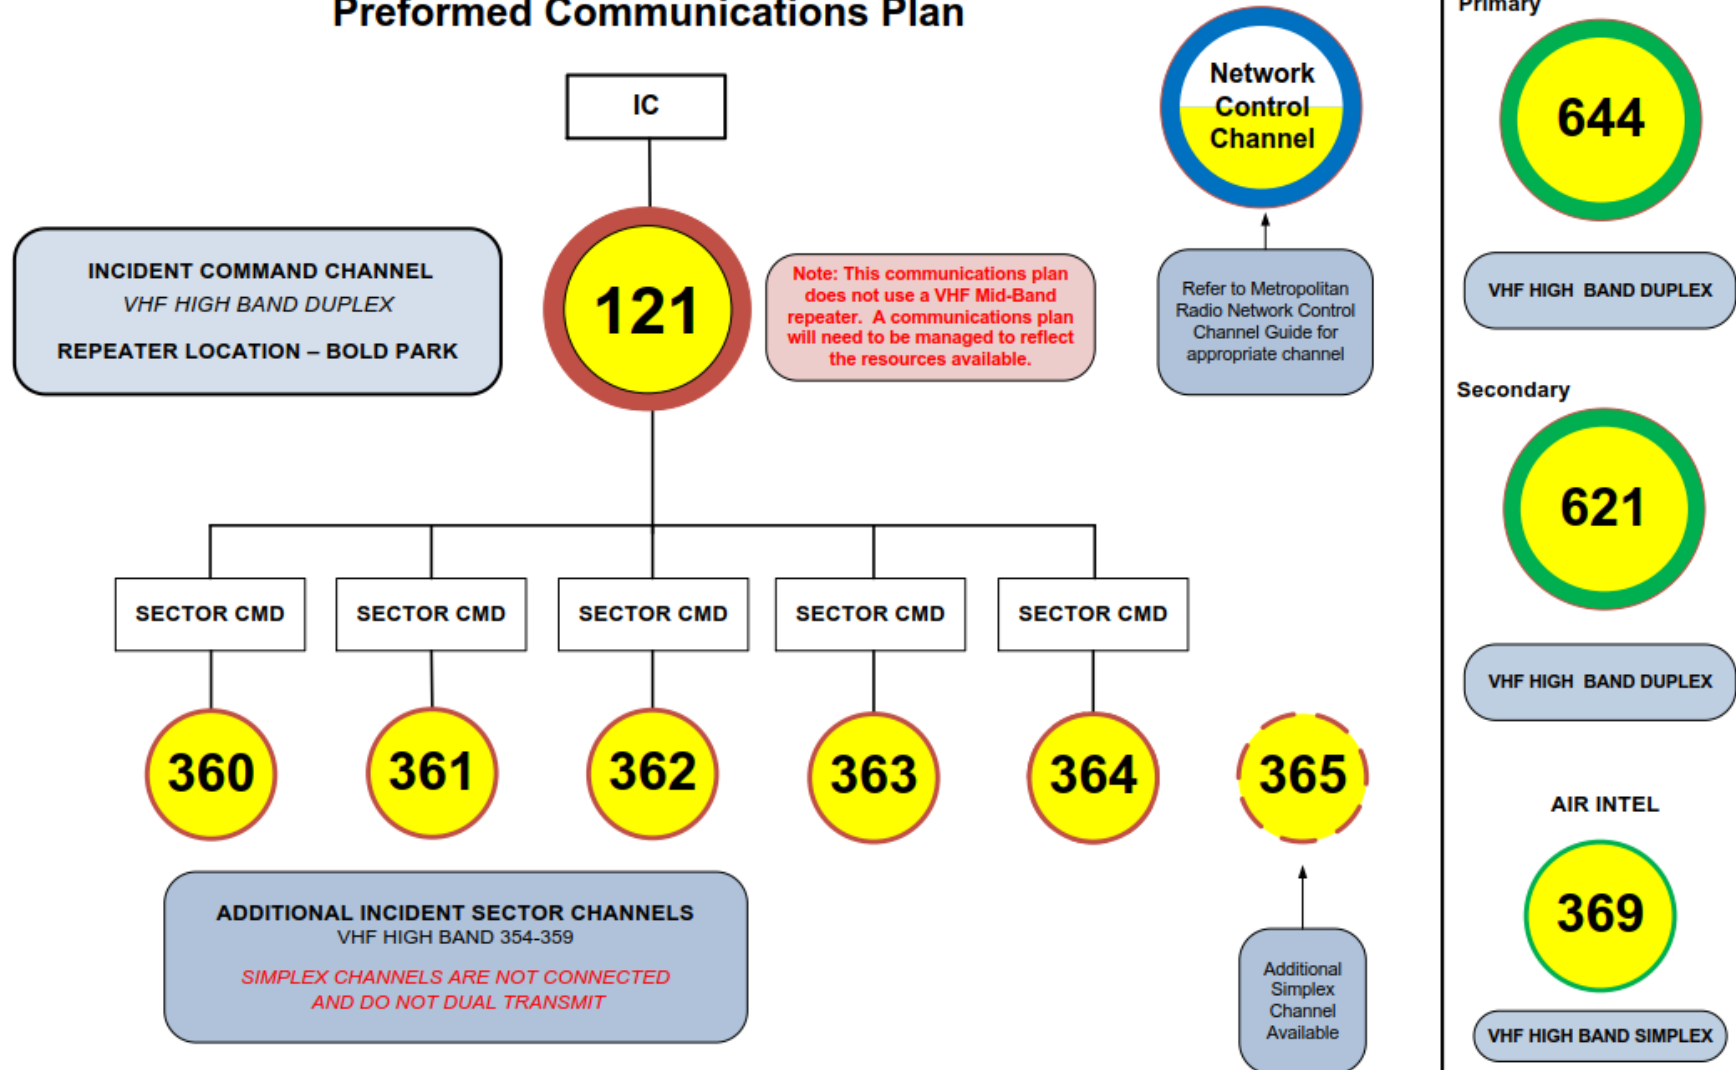 Preformed Communications Plan
IC
INCIDENT COMMAND CHANNEL
VHF HIGH BAND DUPLEX
REPEATER LOCATION – BOLD PARK
121
Note: This communications plan
does not use a VHF Mid-Band
repeater.  A communications plan
will need to be managed to reflect
the resources available.
Network
Control
Channel
Refer to Metropolitan
Radio Network Control
Channel Guide for
appropriate channel
SECTOR CMD
SECTOR CMD
SECTOR CMD
SECTOR CMD
SECTOR CMD
360
361
362
363
364
365
ADDITIONAL INCIDENT SECTOR CHANNELS
VHF HIGH BAND 354-359
SIMPLEX CHANNELS ARE NOT CONNECTED
AND DO NOT DUAL TRANSMIT
Additional
Simplex
Channel
Available
Primary
644
VHF HIGH  BAND DUPLEX
Secondary
621
VHF HIGH  BAND DUPLEX
AIR INTEL
369
VHF HIGH BAND SIMPLEX